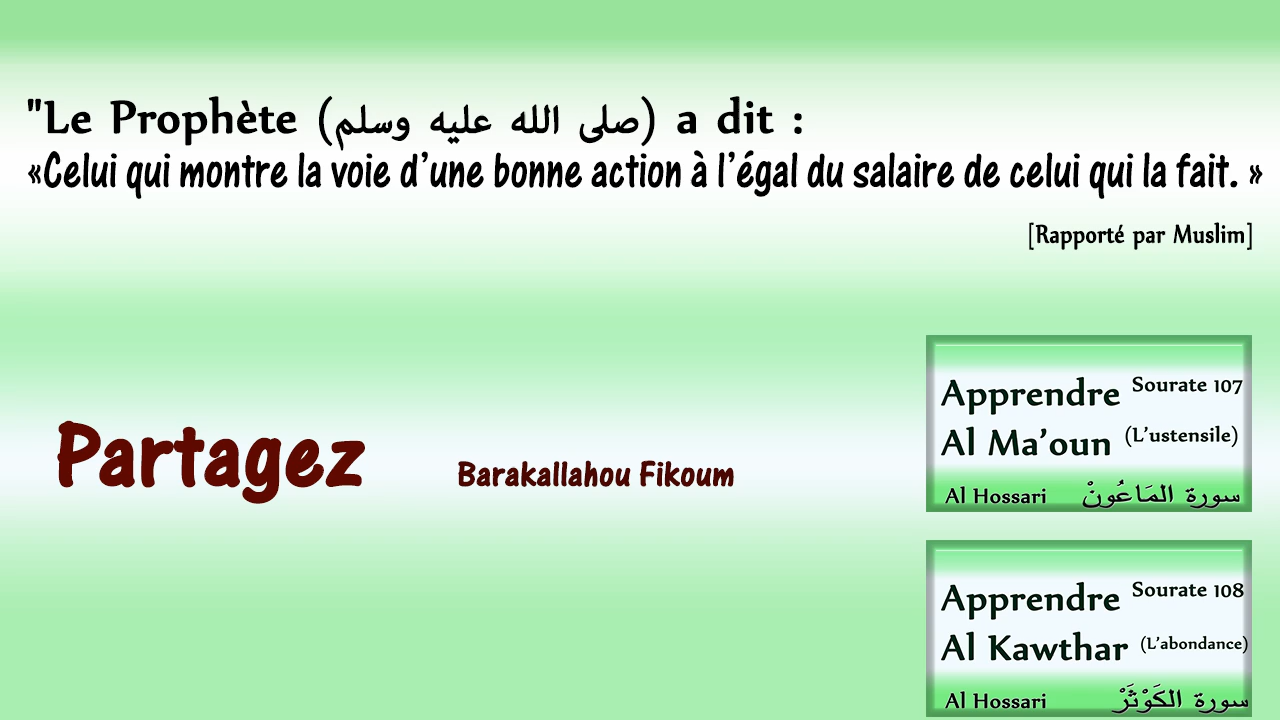 "Le Prophète (صلى الله عليه وسلم) a dit :
«Celui qui montre la voie d’une bonne action à l’égal du salaire de celui qui la fait. »
[Rapporté par Muslim]
Partagez
Barakallahou Fikoum
Apprendre Sourate 107
Al Ma’oun (L’ustensile)
Al Hossari سورة المَاعُونْ
Apprendre Sourate 108
Al Kawthar (L’abondance)
Al Hossari سورة الكَوْثَرْ